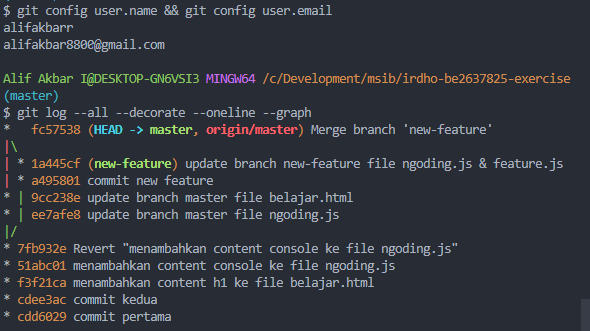 $ git config user.name && git config user.email
alifakbarr
alifakbar8800@gmail.com
Alif Akbar I@DESKTOP-GN6VSI3 MINGW64 /c/Development/msib/irdho-be2637825-exercise
(master)
$ git log --all --decorate --oneline --graph
*   fc57538 (HEAD -> master, origin/master) Merge branch 'new-feature'
|\
| * 1a445cf (new-feature) update branch new-feature file ngoding.js & feature.js
| * a495801 commit new feature
* | 9cc238e update branch master file belajar.html
* | ee7afe8 update branch master file ngoding.js
|/
* 7fb932e Revert "menambahkan content console ke file ngoding.js"
* 51abc01 menambahkan content console ke file ngoding.js
* f3f21ca menambahkan content h1 ke file belajar.html
* cdee3ac commit kedua
* cdd6029 commit pertama